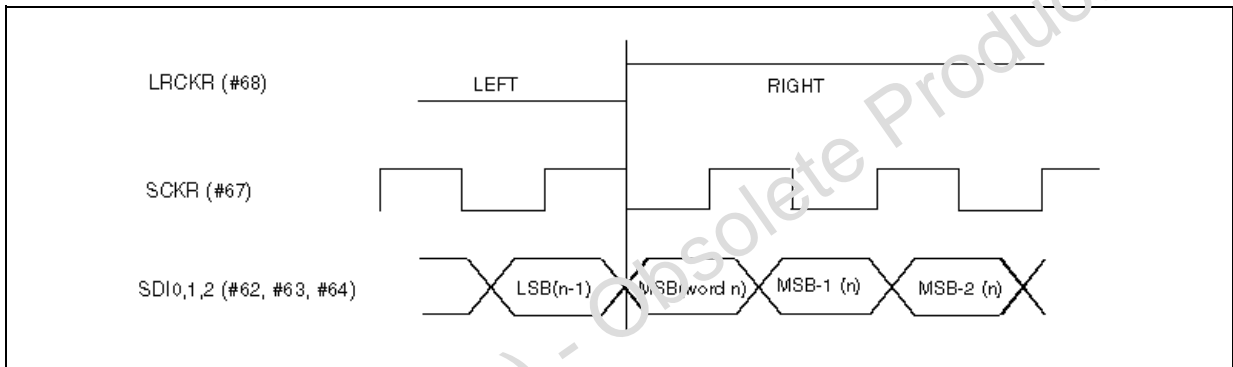 LRCKR (#68)
LEFT
RIGHT
SCKR (#67)
SDI0,1,2 (#62, #63, #64)
LSB(n-1)
MSB(word n)
MSB-1 (n)
MSB-2 (n)
) - Obsolete Produc